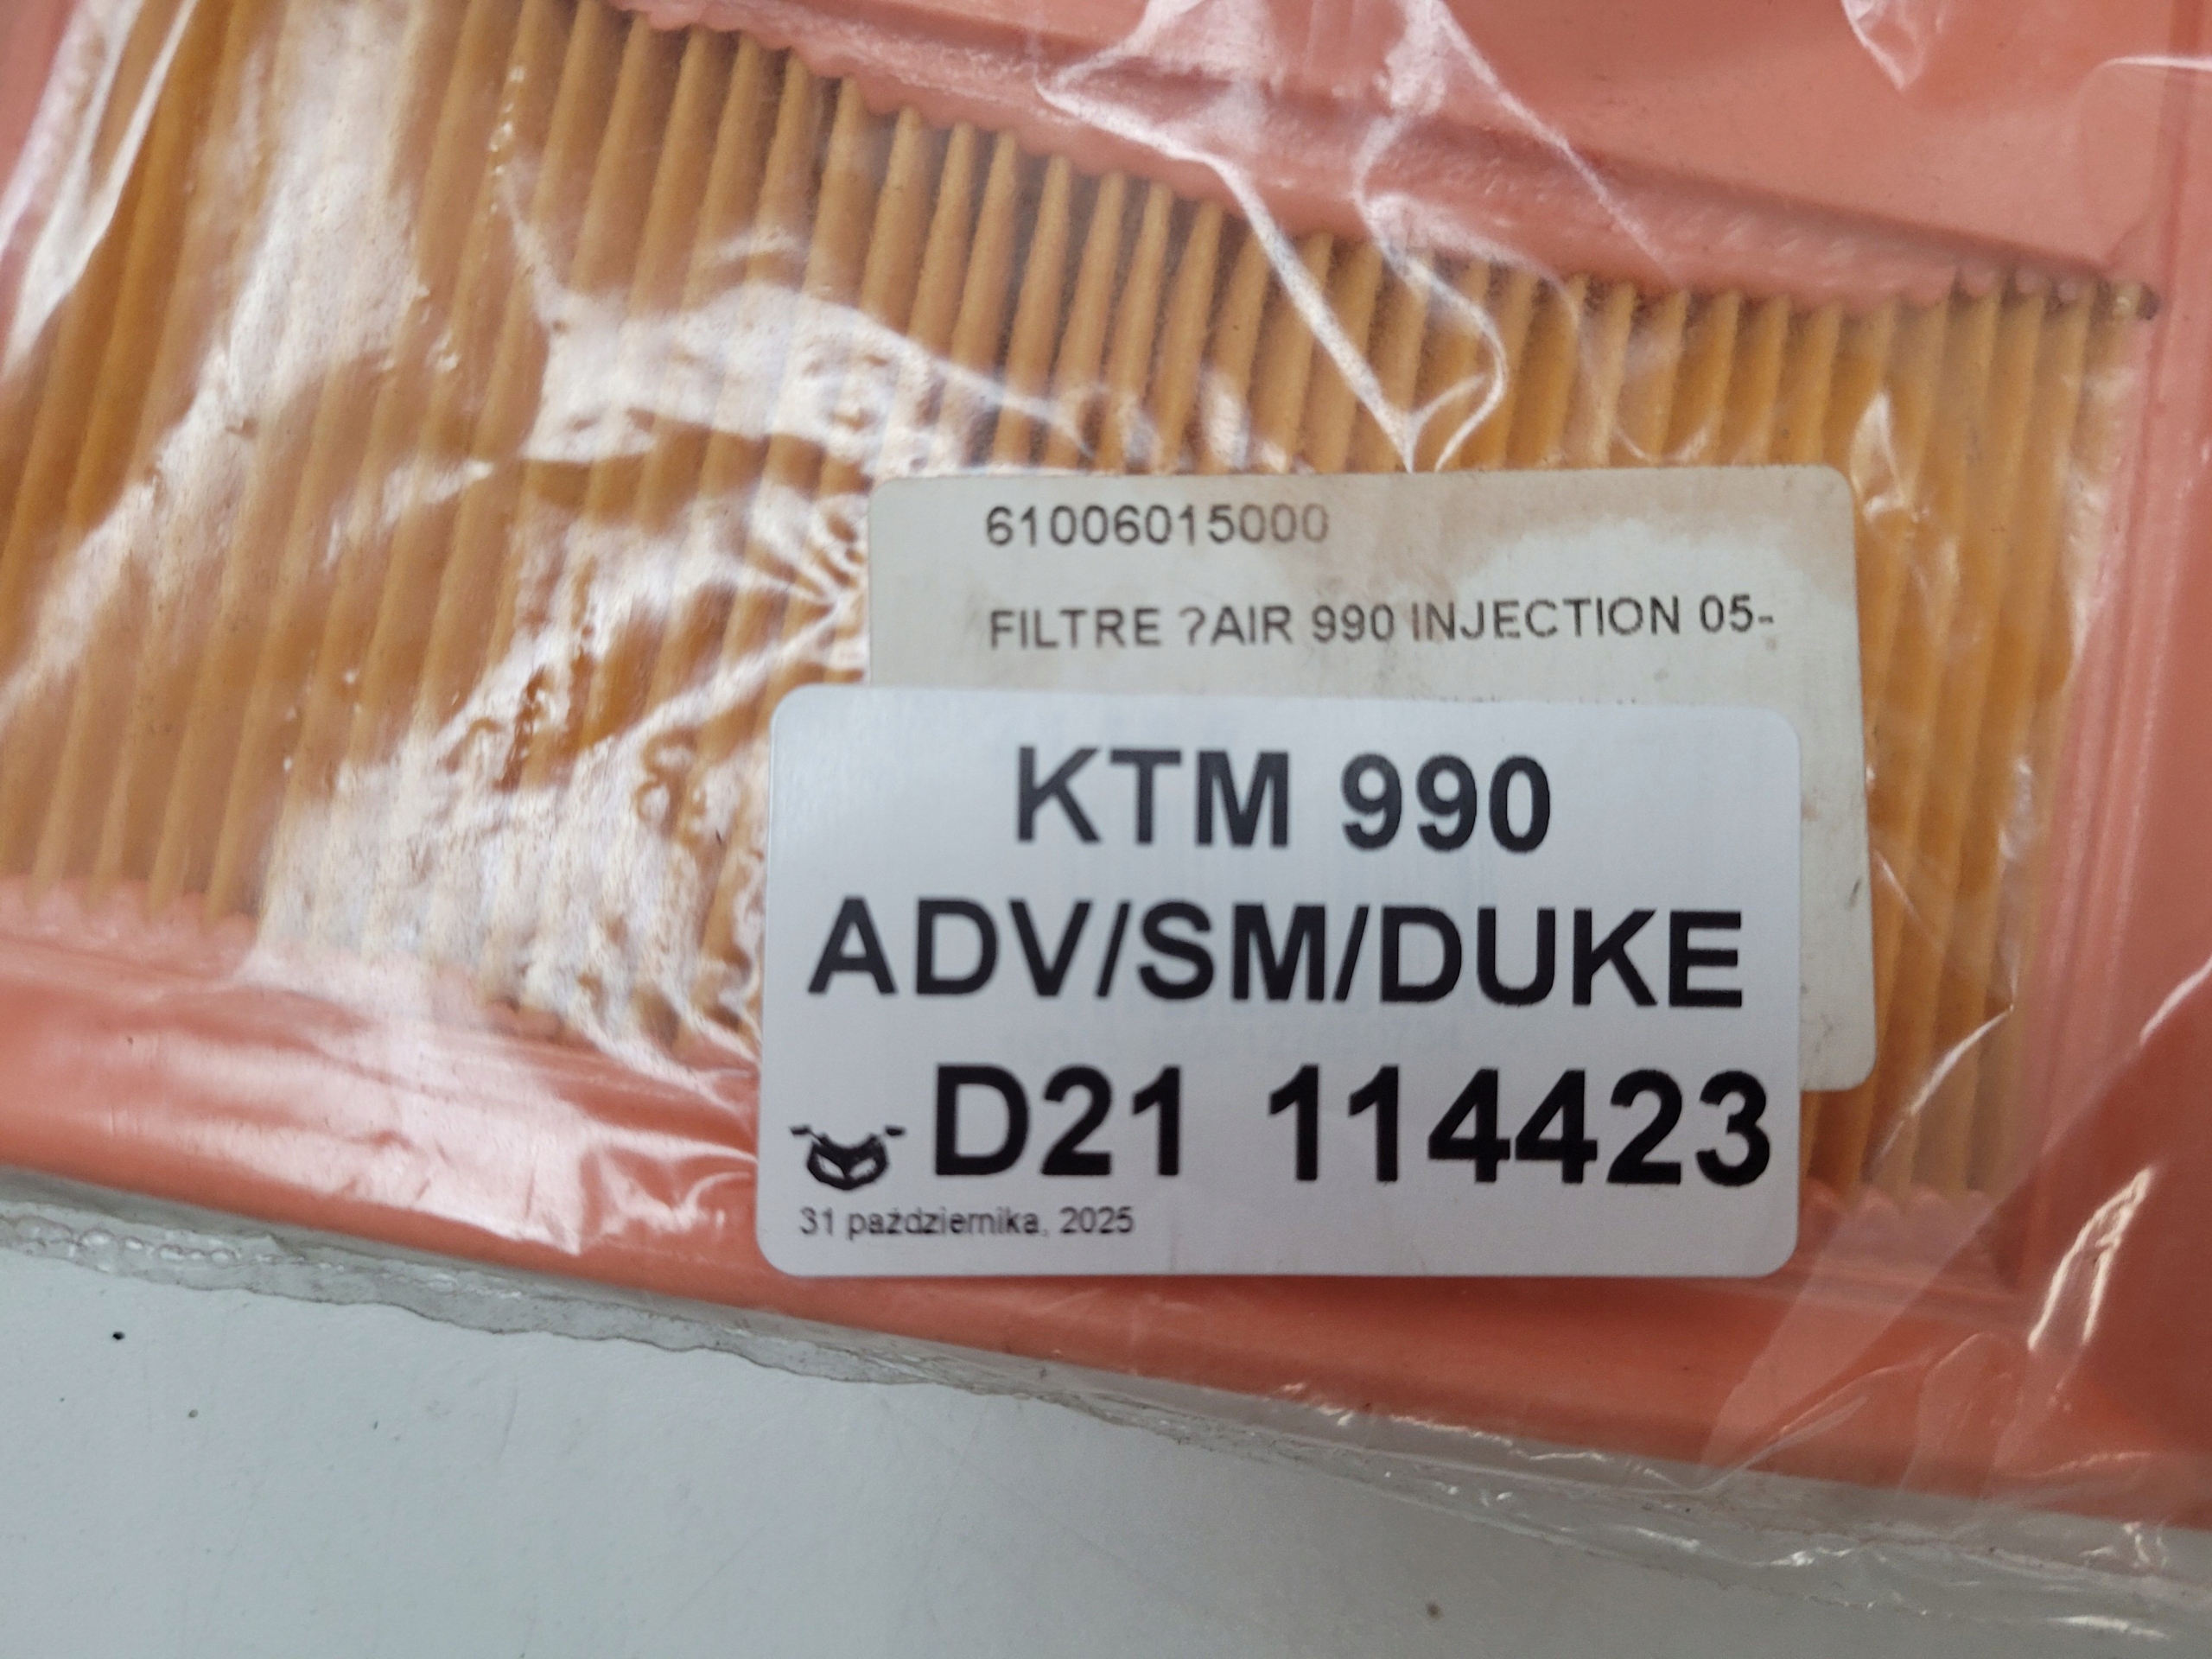 61006015000
FILTRE ?AIR 990 INJECTION 05-
KTM 990
ADV/SM/DUKE
D21 114423
31 października, 2025